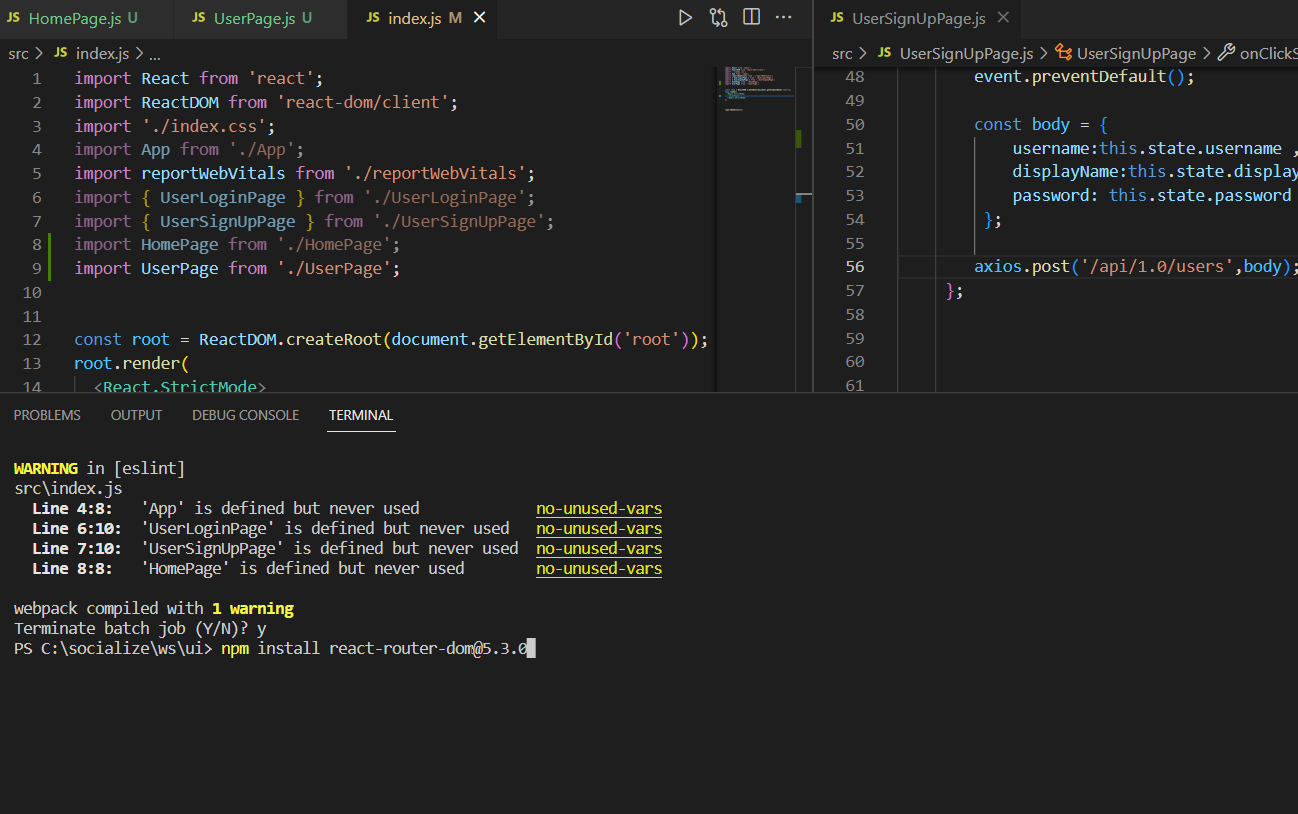 JS HomePage.js U JS UserPage.js U JS index.js M ×
src > JS index.js > ...
1 import React from 'react';
2 import ReactDOM from 'react-dom/client';
3 import './index.css';
4 import App from './App';
5 import reportWebVitals from './reportWebVitals';
6 import { UserLoginPage } from './UserLoginPage';
7 import { UserSignUpPage } from './UserSignUpPage';
8 import HomePage from './HomePage';
9 import UserPage from './UserPage';
10
11
12 const root = ReactDOM.createRoot(document.getElementById('root'));
13 root.render(
14 <React.StrictMode>
JS UserSignUpPage.js ×
src > JS UserSignUpPage.js > UserSignUpPage > onClickS
48 event.preventDefault();
49
50 const body = {
51 username:this.state.username ,
52 displayName:this.state.display
53 password: this.state.password
54 };
55
56 axios.post('/api/1.0/users',body);
57 };
58
59
60
61
PROBLEMS OUTPUT DEBUG CONSOLE TERMINAL
WARNING in [eslint]
src\index.js
Line 4:8: 'App' is defined but never used no-unused-vars
Line 6:10: 'UserLoginPage' is defined but never used no-unused-vars
Line 7:10: 'UserSignUpPage' is defined but never used no-unused-vars
Line 8:8: 'HomePage' is defined but never used no-unused-vars
webpack compiled with 1 warning
Terminate batch job (Y/N)? y
PS C:\socialize\ws\ui> npm install react-router-dom@5.3.0